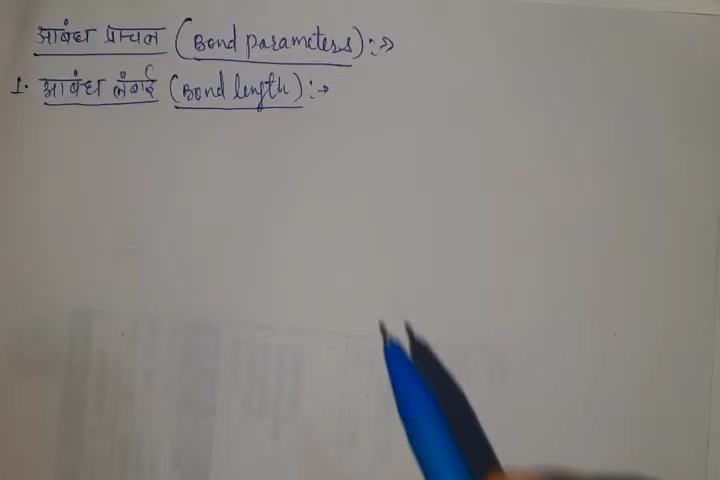 आबंध प्राचल (Bond parameters):->
1. आबंध लंबाई (Bond length):->